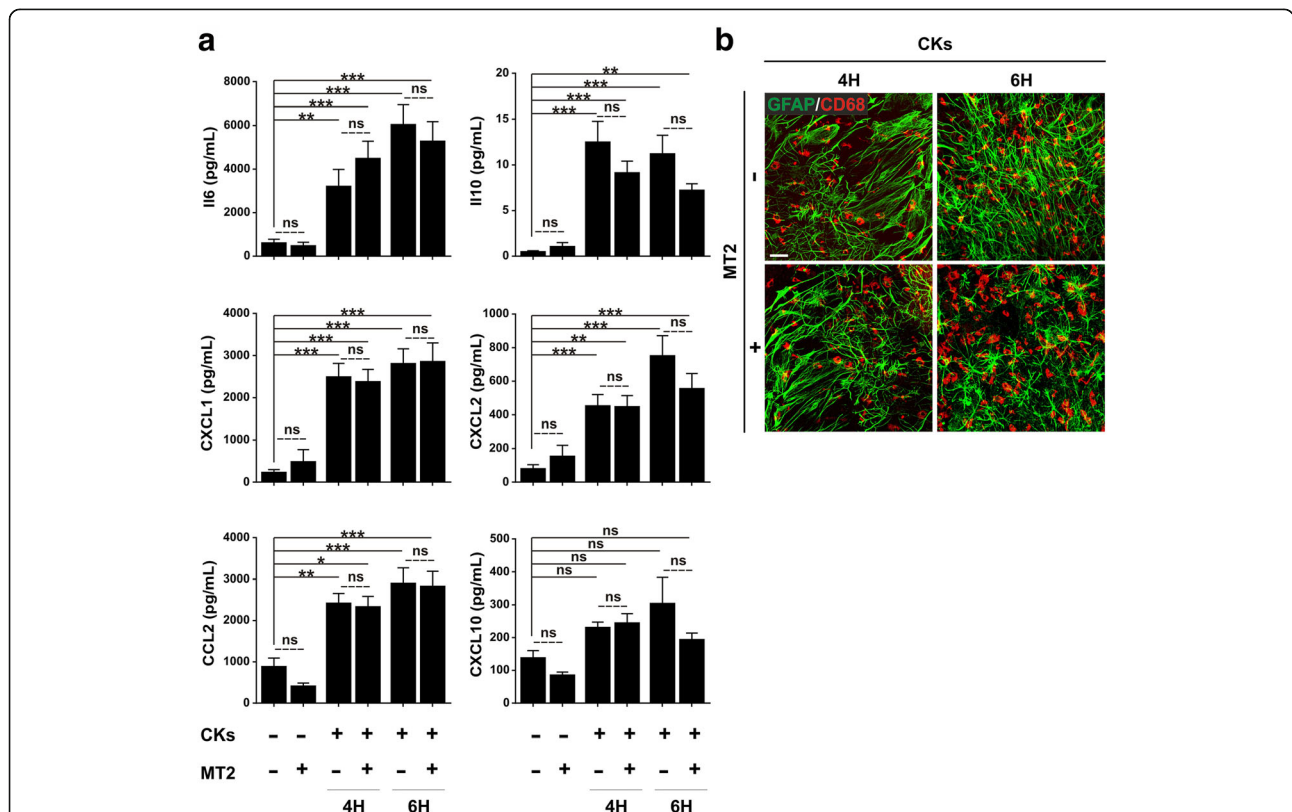 a
b
CKs
4H 6H
GFAP/CD68
MT2
-
+
Il6 (pg/mL)
8000
6000
4000
2000
0
***
***
***
**
ns
ns
ns
Il10 (pg/mL)
20
15
10
5
0
**
***
***
***
ns
ns
ns
CXCL1 (pg/mL)
4000
3000
2000
1000
0
***
***
***
***
ns
ns
ns
CXCL2 (pg/mL)
1000
800
600
400
200
0
***
***
**
***
ns
ns
ns
CCL2 (pg/mL)
4000
3000
2000
1000
0
***
***
*
**
ns
ns
ns
CXCL10 (pg/mL)
500
400
300
200
100
0
ns
ns
ns
ns
ns
ns
ns
CKs - - + + + + - - + + + +
MT2 - + - + - + - + - + - +
4H 6H 4H 6H